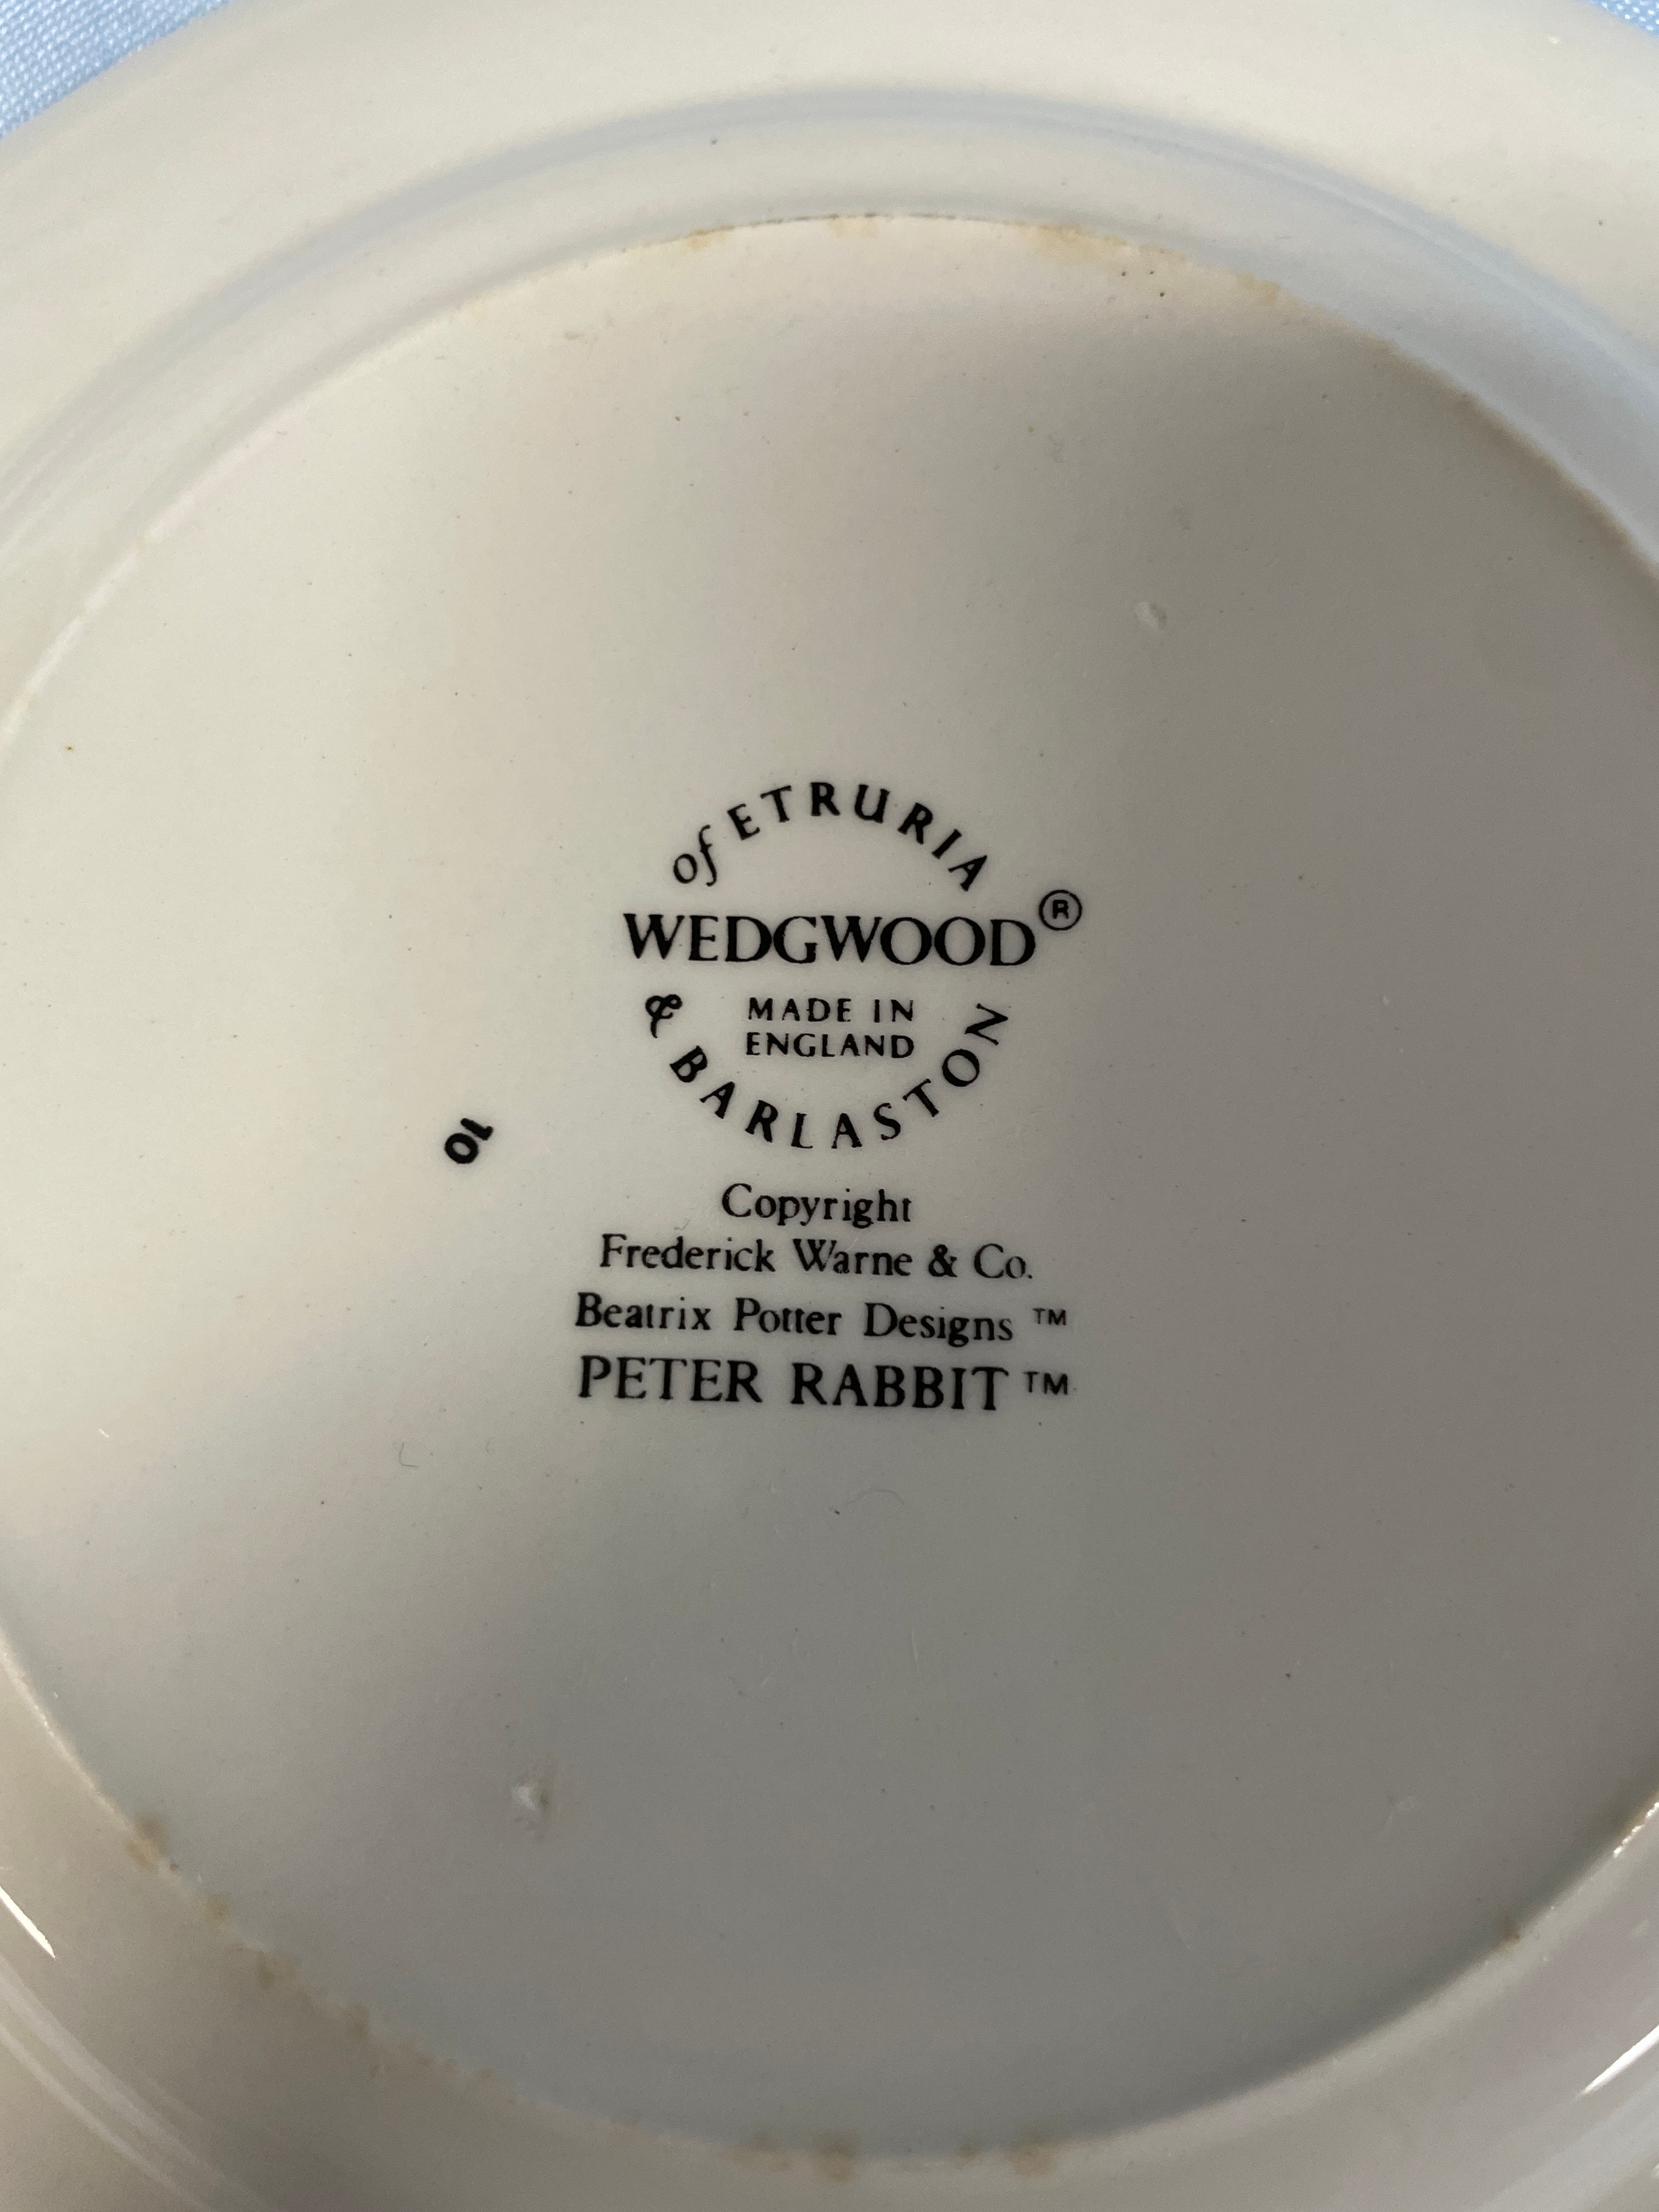 of ETRURIA
WEDGWOOD®
MADE IN
ENGLAND
& BARLASTON
10
Copyright
Frederick Warne & Co.
Beatrix Potter Designs ™
PETER RABBIT ™